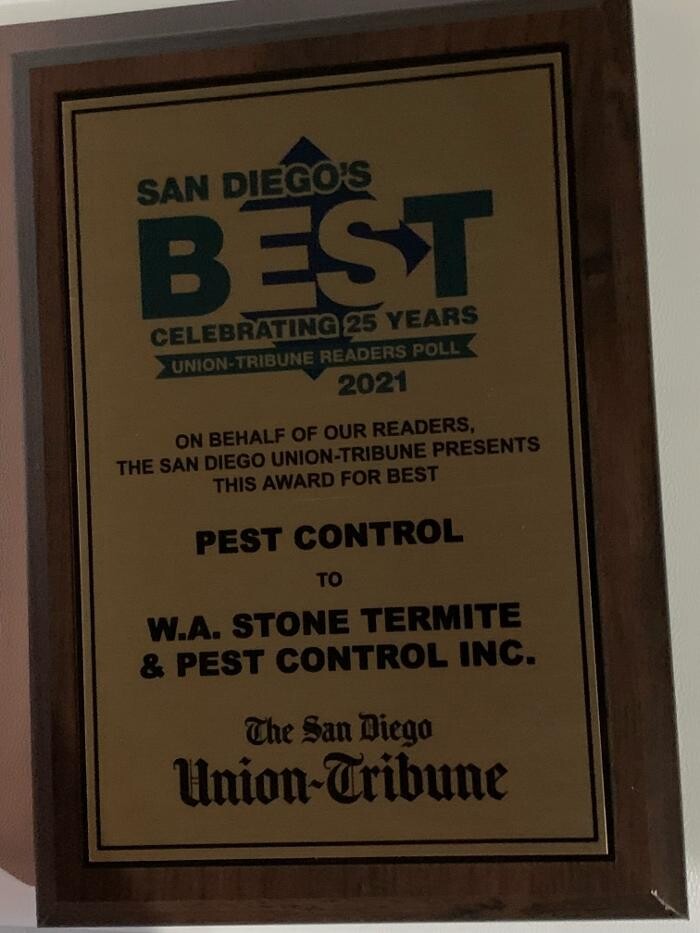 SAN DIEGO'S
BEST
CELEBRATING 25 YEARS
UNION-TRIBUNE READERS POLL
2021
ON BEHALF OF OUR READERS,
THE SAN DIEGO UNION-TRIBUNE PRESENTS
THIS AWARD FOR BEST
PEST CONTROL
TO
W.A. STONE TERMITE
& PEST CONTROL INC.
The San Diego
Union-Tribune